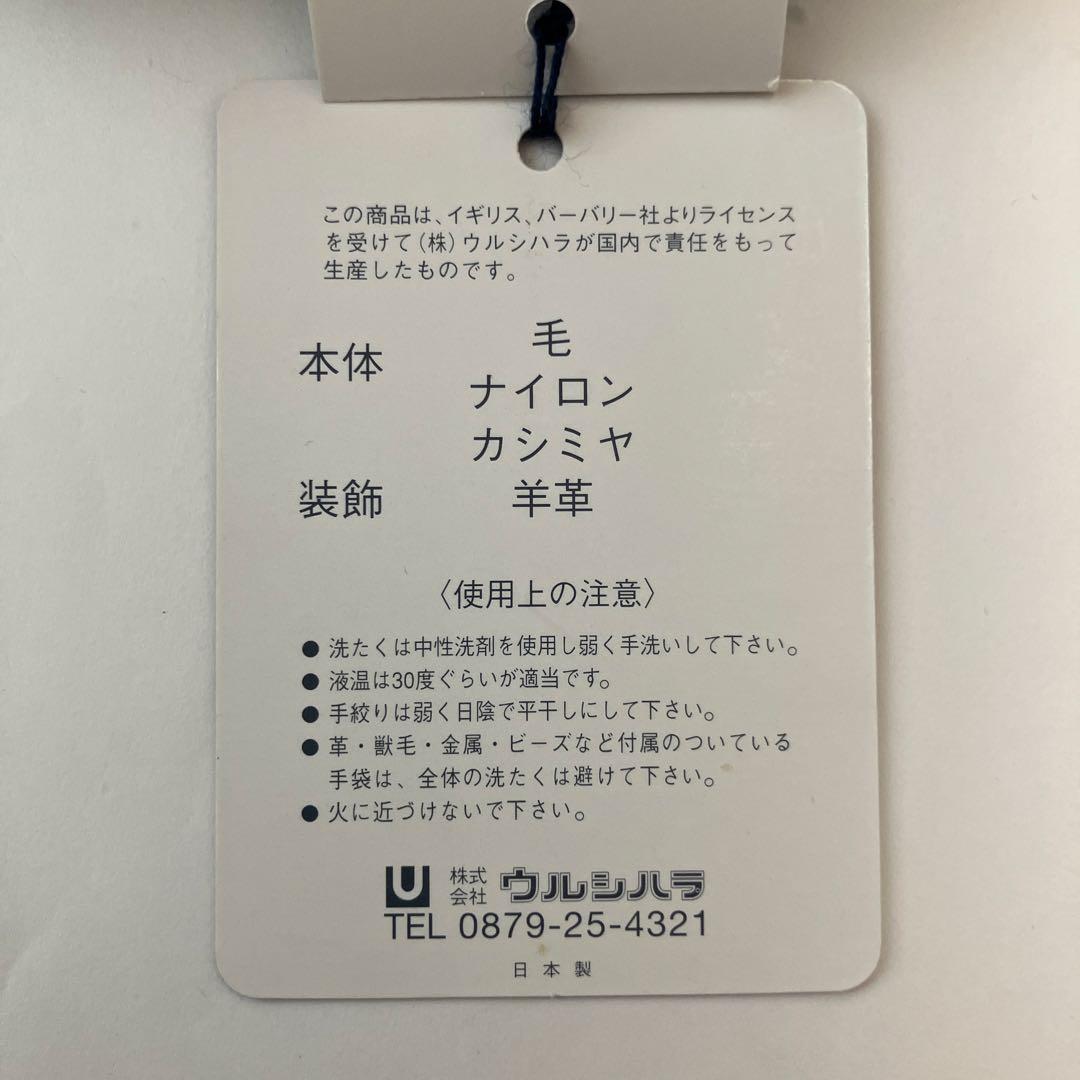 この商品は、イギリス、バーバリー社よりライセンス
を受けて(株)ウルシハラが国内で責任をもって
生産したものです。
本体 毛
ナイロン
カシミヤ
装飾 羊革
〈使用上の注意〉
● 洗たくは中性洗剤を使用し弱く手洗いして下さい。
● 液温は30度ぐらいが適当です。
● 手絞りは弱く日陰で平干しにして下さい。
● 革・獣毛・金属・ビーズなど付属のついている
手袋は、全体の洗たくは避けて下さい。
● 火に近づけないで下さい。
U 株式会社 ウルシハラ
TEL 0879-25-4321
日本製